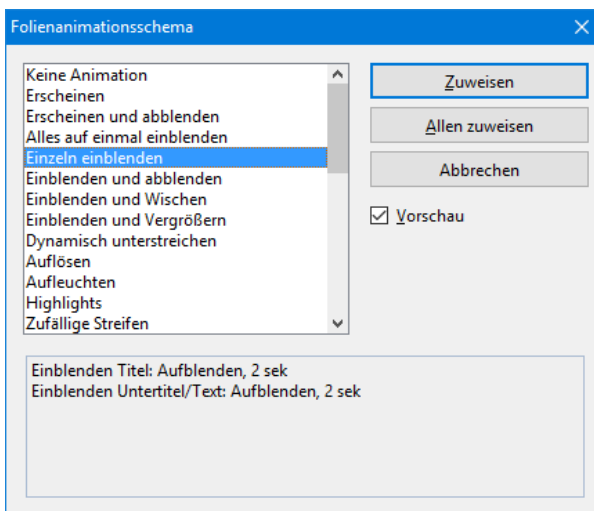 Folienanimationsschema
Keine Animation
Erscheinen
Erscheinen und abblenden
Alles auf einmal einblenden
Einzeln einblenden
Einblenden und abblenden
Einblenden und Wischen
Einblenden und Vergrößern
Dynamisch unterstreichen
Auflösen
Aufleuchten
Highlights
Zufällige Streifen
Zuweisen
Allen zuweisen
Abbrechen
Vorschau
Einblenden Titel: Aufblenden, 2 sek
Einblenden Untertitel/Text: Aufblenden, 2 sek